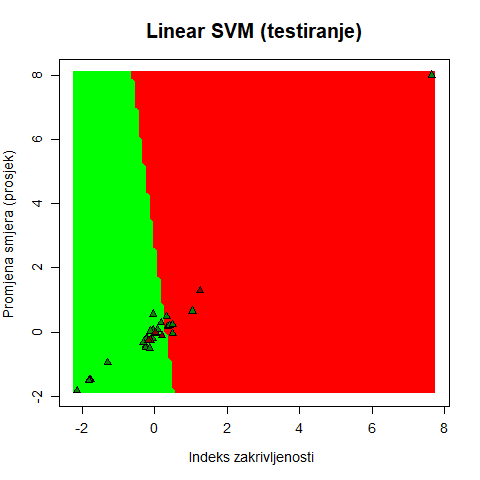 Linear SVM (testiranje)
Promjena smjera (prosjek)
8
6
4
2
0
-2
-2 0 2 4 6 8
Indeks zakrivljenosti